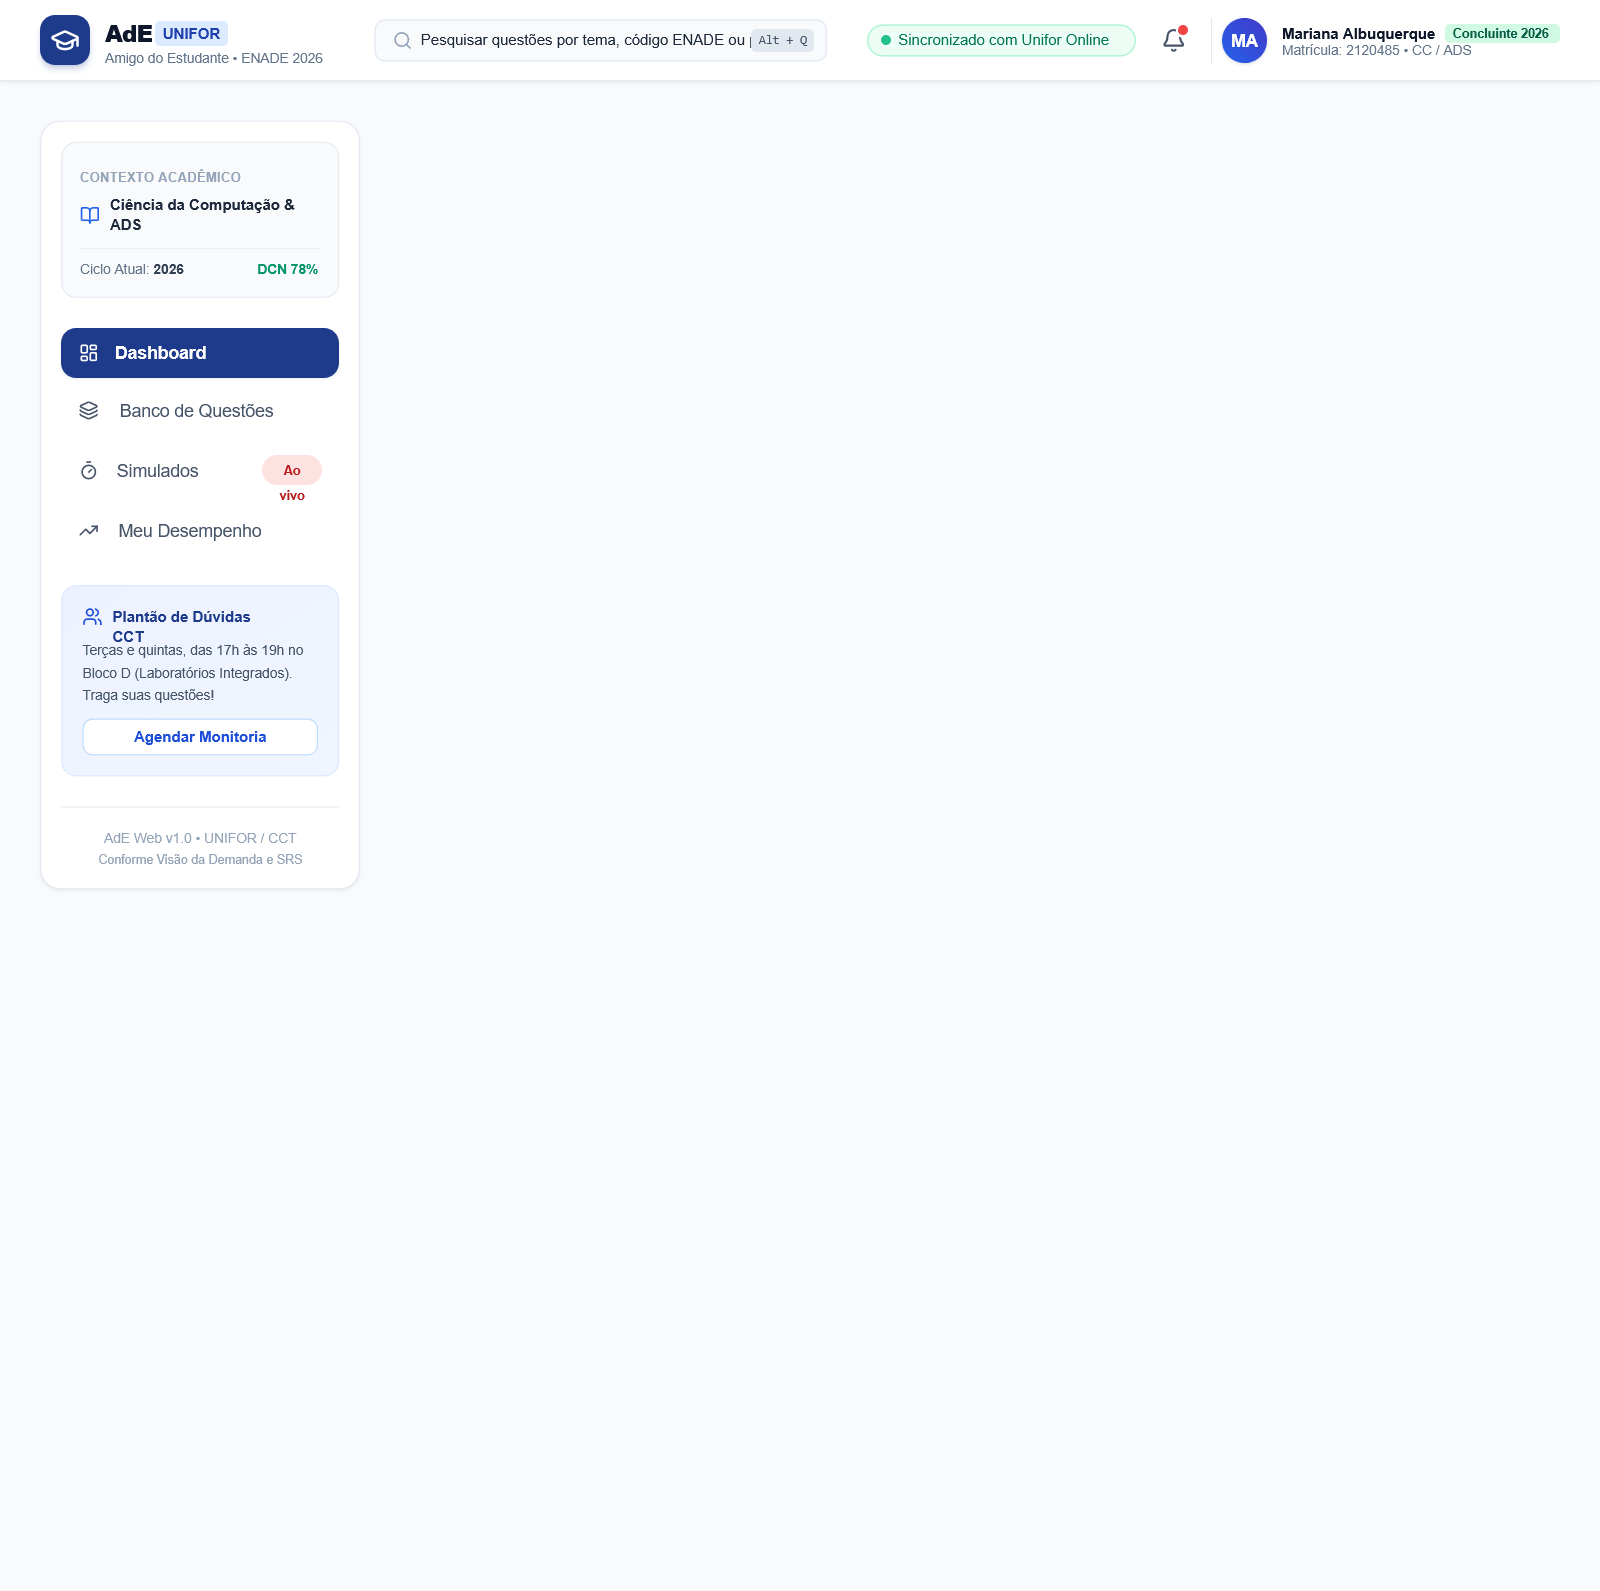 AdE UNIFOR
Amigo do Estudante • ENADE 2026
Pesquisar questões por tema, código ENADE ou
Alt + Q
Sincronizado com Unifor Online
MA
Mariana Albuquerque Concluinte 2026
Matrícula: 2120485 • CC / ADS
CONTEXTO ACADÊMICO
Ciência da Computação &
ADS
Ciclo Atual: 2026 DCN 78%
Dashboard
Banco de Questões
Simulados
Ao
vivo
Meu Desempenho
Plantão de Dúvidas
CCT
Terças e quintas, das 17h às 19h no
Bloco D (Laboratórios Integrados).
Traga suas questões!
Agendar Monitoria
AdE Web v1.0 • UNIFOR / CCT
Conforme Visão da Demanda e SRS